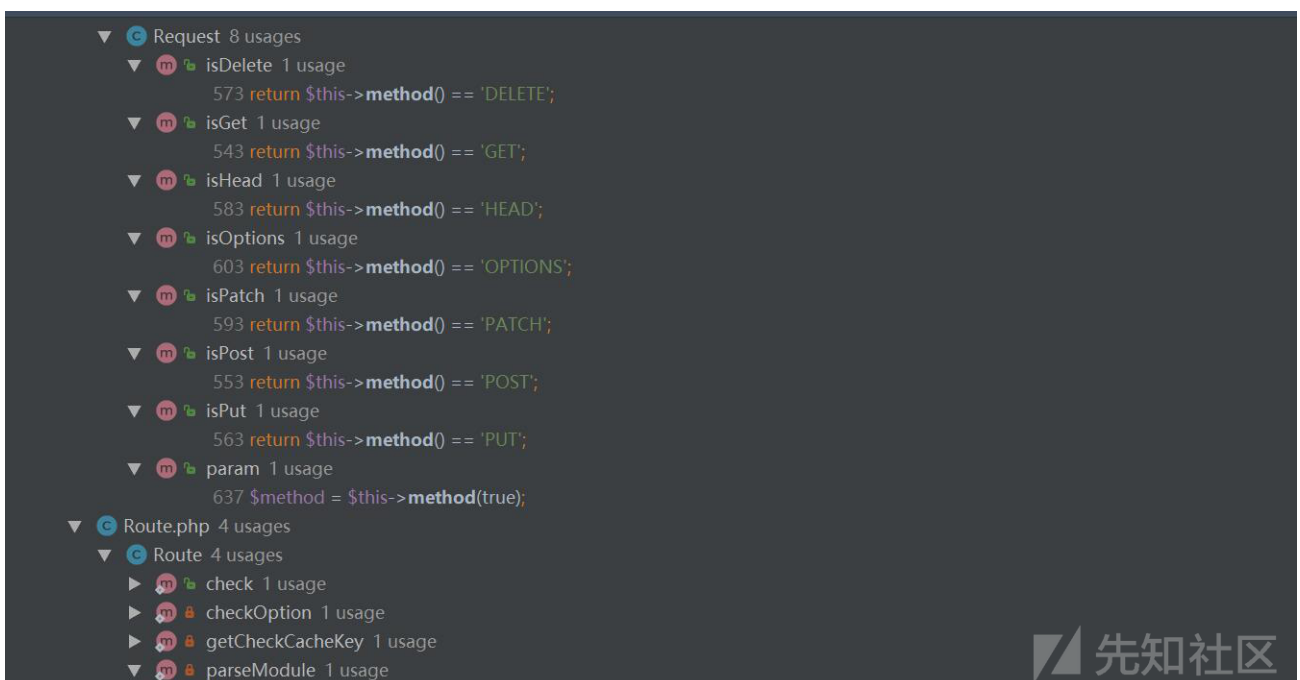 Request 8 usages
isDelete 1 usage
573 return $this->method() == 'DELETE';
isGet 1 usage
543 return $this->method() == 'GET';
isHead 1 usage
583 return $this->method() == 'HEAD';
isOptions 1 usage
603 return $this->method() == 'OPTIONS';
isPatch 1 usage
593 return $this->method() == 'PATCH';
isPost 1 usage
553 return $this->method() == 'POST';
isPut 1 usage
563 return $this->method() == 'PUT';
param 1 usage
637 $method = $this->method(true);
Route.php 4 usages
Route 4 usages
check 1 usage
checkOption 1 usage
getCheckCacheKey 1 usage
parseModule 1 usage
先知社区